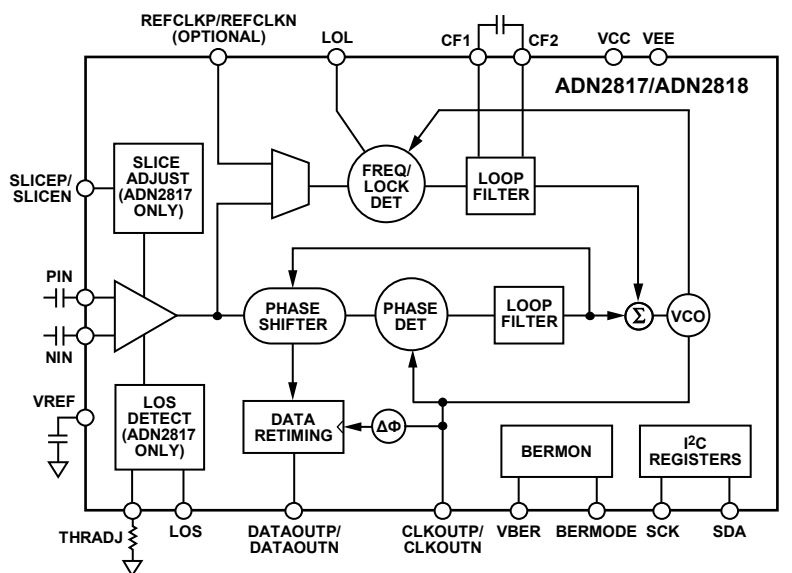 REFCLKP/REFCLKN
(OPTIONAL)
LOL
CF1
CF2
VCC
VEE
ADN2817/ADN2818
SLICEP/
SLICEN
SLICE
ADJUST
(ADN2817
ONLY)
FREQ/
LOCK
DET
LOOP
FILTER
PIN
NIN
PHASE
SHIFTER
PHASE
DET
LOOP
FILTER
Σ
VCO
VREF
LOS
DETECT
(ADN2817
ONLY)
DATA
RETIMING
ΔΦ
BERMON
I²C
REGISTERS
THRADJ
LOS
DATAOUTP/
DATAOUTN
CLKOUTP/
CLKOUTN
VBER
BERMODE
SCK
SDA